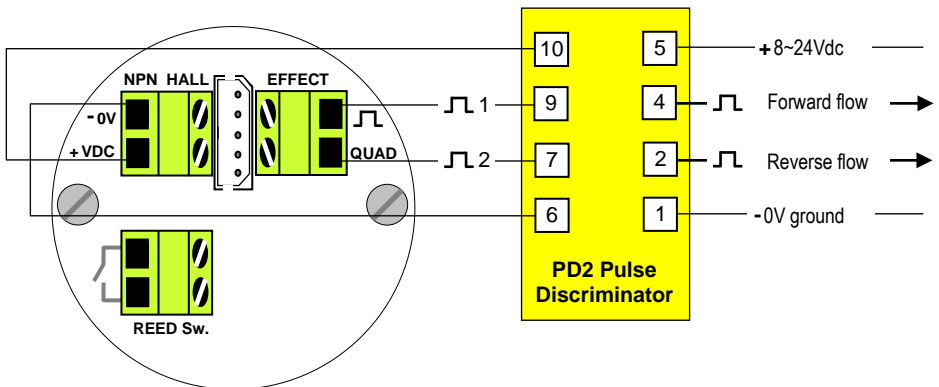 NPN HALL EFFECT
- 0V
+ VDC
QUAD
REED Sw.
1
2
10 5
9 4
7 2
6 1
PD2 Pulse
Discriminator
+ 8~24Vdc
Forward flow
Reverse flow
- 0V ground